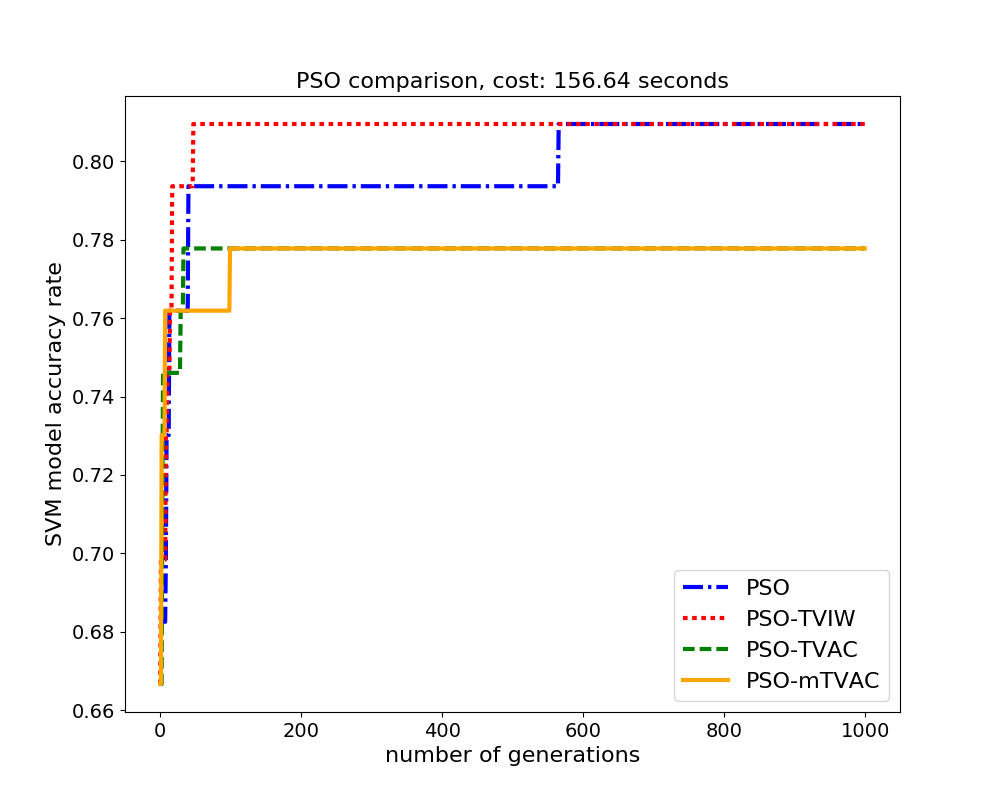 PSO comparison, cost: 156.64 seconds
SVM model accuracy rate
0.80
0.78
0.76
0.74
0.72
0.70
0.68
0.66
0
200
400
600
800
1000
number of generations
PSO
PSO-TVIW
PSO-TVAC
PSO-mTVAC